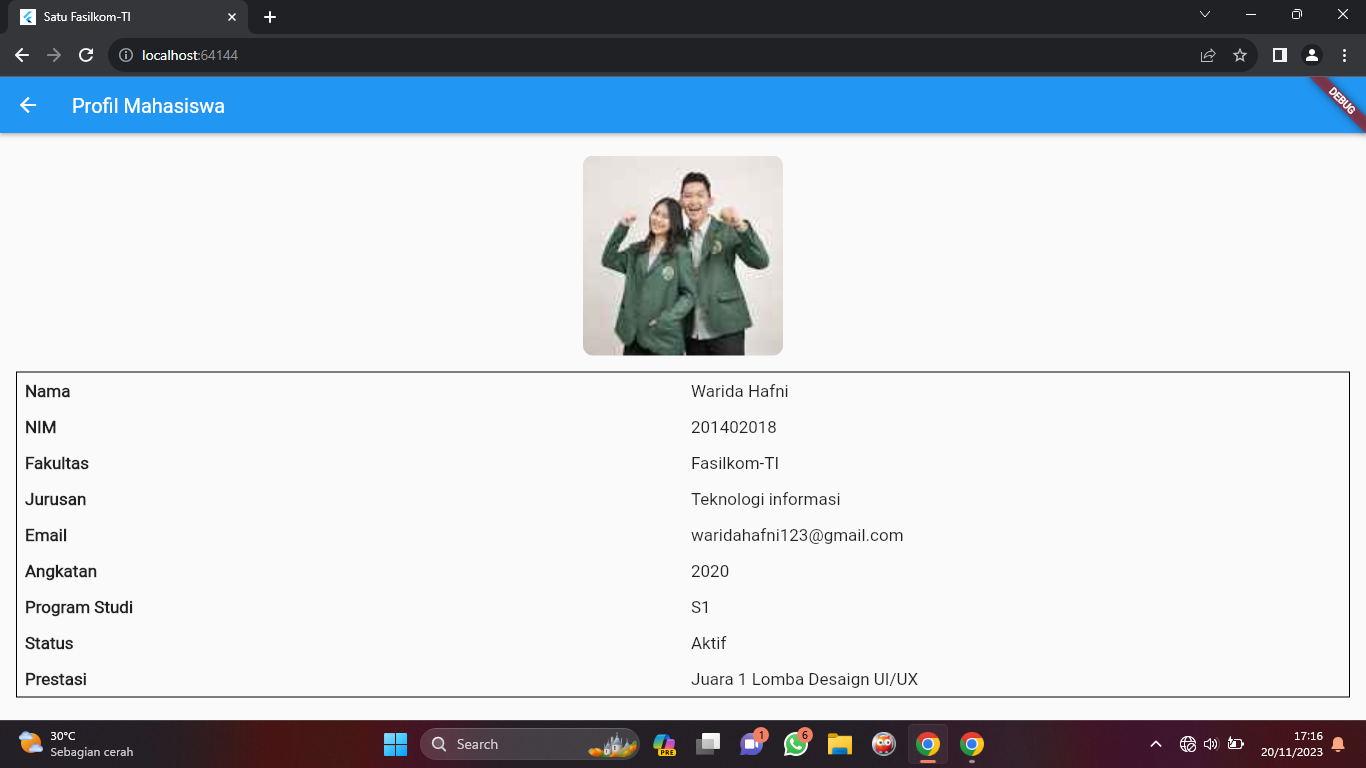 Satu Fasilkom-TI
localhost:64144
Profil Mahasiswa
DEBUG
Nama Warida Hafni
NIM 201402018
Fakultas Fasilkom-TI
Jurusan Teknologi informasi
Email waridahafni123@gmail.com
Angkatan 2020
Program Studi S1
Status Aktif
Prestasi Juara 1 Lomba Desaign UI/UX
30°C
Sebagian cerah
Search
PRE
1
6
17:16
20/11/2023